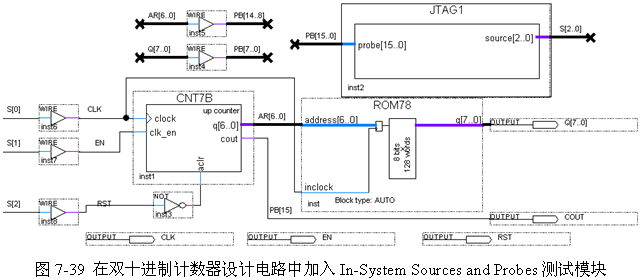 JTAG1
AR[6..0] WIRE PB[14..8]
inst5
Q[7..0] WIRE PB[7..0]
inst4
PB[15..0] probe[15..0] source[2..0] S[2..0]
inst2
S[0] WIRE CLK
inst6
S[1] WIRE EN
inst7
S[2] WIRE RST
inst8
NOT
inst3
CNT7B
up counter
clock
clk_en
q[6..0] AR[6..0]
cout
aclr
inst1
ROM78
address[6..0] q[7..0]
8 bits
×
128 words
inclock
inst Block type: AUTO
OUTPUT Q[7..0]
PB[15] OUTPUT COUT
OUTPUT CLK
OUTPUT EN
OUTPUT RST
图 7-39 在双十进制计数器设计电路中加入 In-System Sources and Probes 测试模块